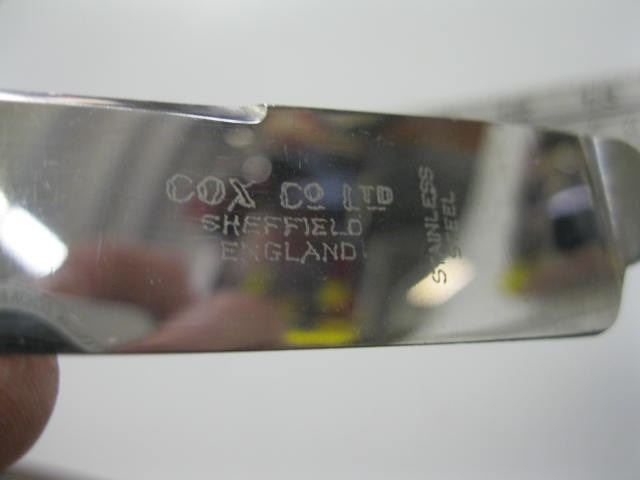 COX Co LTD
SHEFFIELD
ENGLAND
STAINLESS
STEEL